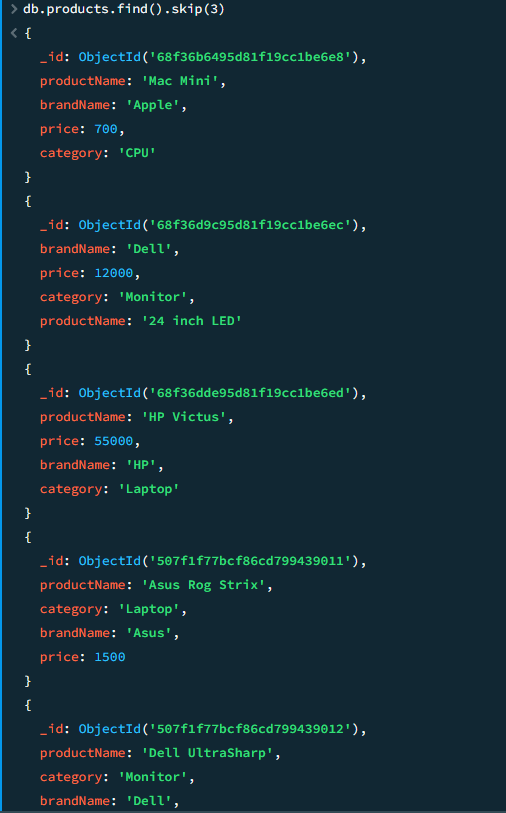 > db.products.find().skip(3)
< {
_id: ObjectId('68f36b6495d81f19cc1be6e8'),
productName: 'Mac Mini',
brandName: 'Apple',
price: 700,
category: 'CPU'
}
{
_id: ObjectId('68f36d9c95d81f19cc1be6ec'),
brandName: 'Dell',
price: 12000,
category: 'Monitor',
productName: '24 inch LED'
}
{
_id: ObjectId('68f36dde95d81f19cc1be6ed'),
productName: 'HP Victus',
price: 55000,
brandName: 'HP',
category: 'Laptop'
}
{
_id: ObjectId('507f1f77bcf86cd799439011'),
productName: 'Asus Rog Strix',
category: 'Laptop',
brandName: 'Asus',
price: 1500
}
{
_id: ObjectId('507f1f77bcf86cd799439012'),
productName: 'Dell UltraSharp',
category: 'Monitor',
brandName: 'Dell',